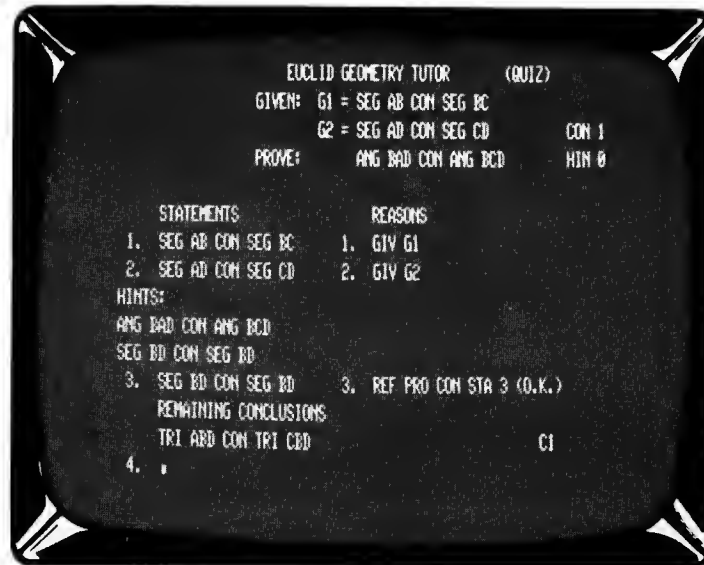 EUCLID GEOMETRY TUTOR (QUIZ)
GIVEN: G1 = SEG AB CON SEG BC
G2 = SEG AD CON SEG CD CON 1
PROVE: ANG BAD CON ANG BCD HIN 0
STATEMENTS REASONS
1. SEG AB CON SEG BC 1. GIV G1
2. SEG AD CON SEG CD 2. GIV G2
HINTS:
ANG BAD CON ANG BCD
SEG BD CON SEG BD
3. SEG BD CON SEG BD 3. REF PRO CON STA 3 (O.K.)
REMAINING CONCLUSIONS
TRI ABD CON TRI CBD C1
4.